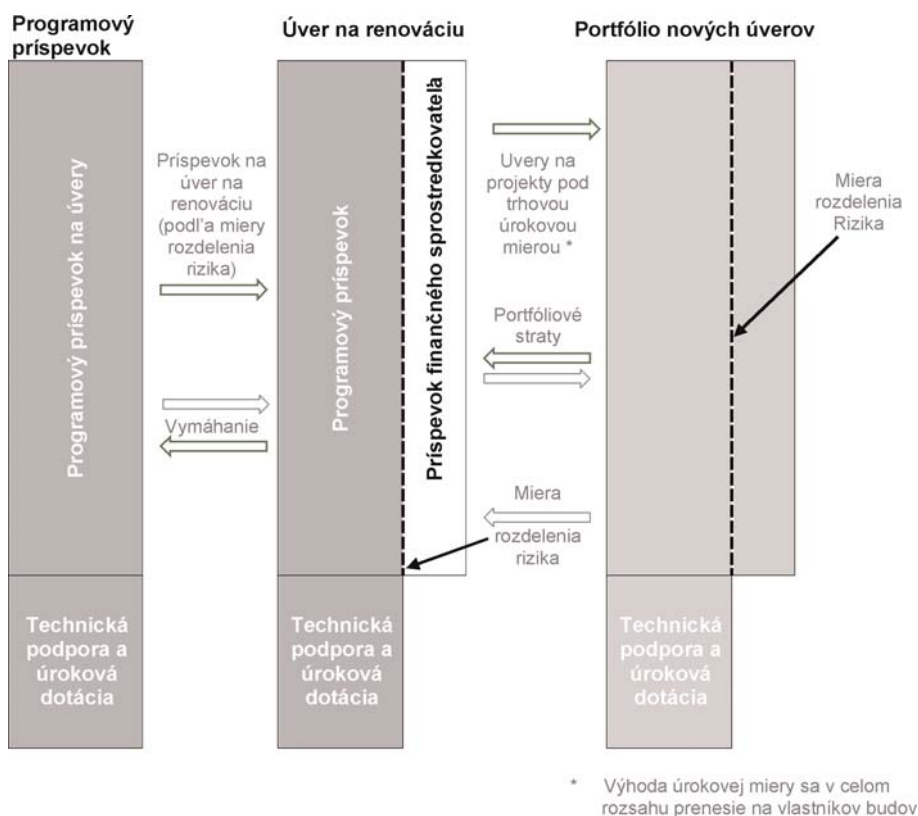 Programový
príspevok
Úver na renováciu
Portfólio nových úverov
Programový príspevok na úvery
Príspevok na
úver na
renováciu
(podľa miery
rozdelenia
rizika)
Vymáhanie
Programový príspevok
Príspevok finančného sprostredkovateľa
Uvery na
projekty pod
trhovou
úrokovou
mierou *
Portfóliové
straty
Miera
rozdelenia
rizika
Miera
rozdelenia
Rizika
Technická
podpora a
úroková
dotácia
Technická
podpora a
úroková
dotácia
Technická
podpora a
úroková
dotácia
* Výhoda úrokovej miery sa v celom
rozsahu prenesie na vlastníkov budov